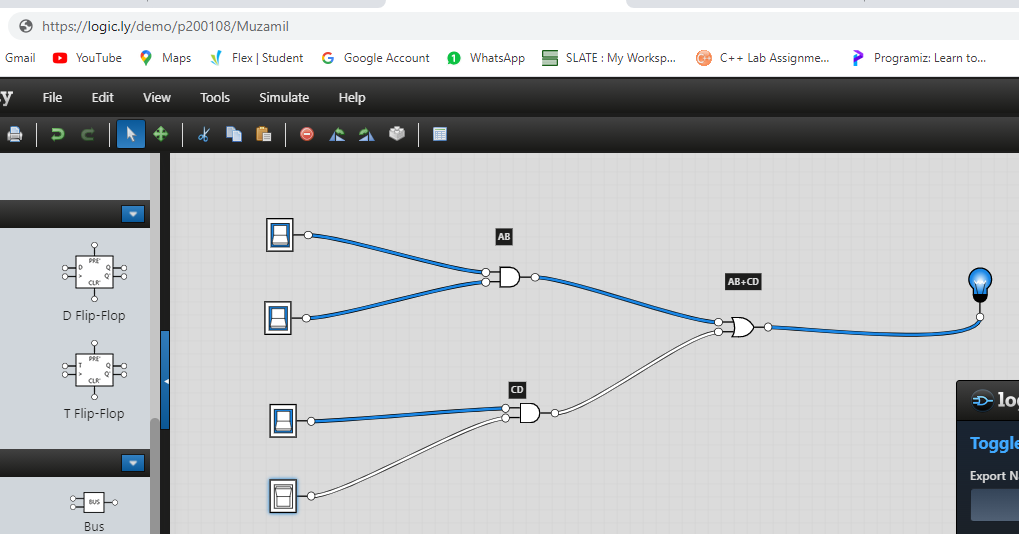 https://logic.ly/demo/p200108/Muzamil
Gmail YouTube Maps Flex | Student Google Account 1 WhatsApp SLATE : My Worksp... C++ Lab Assignme... Programiz: Learn to...
y File Edit View Tools Simulate Help
AB
PRE'
D Q
> Q'
CLR'
D Flip-Flop
AB+CD
PRE'
T Q
> Q'
CLR'
T Flip-Flop
CD
lo
Toggle
Export N
BUS
Bus